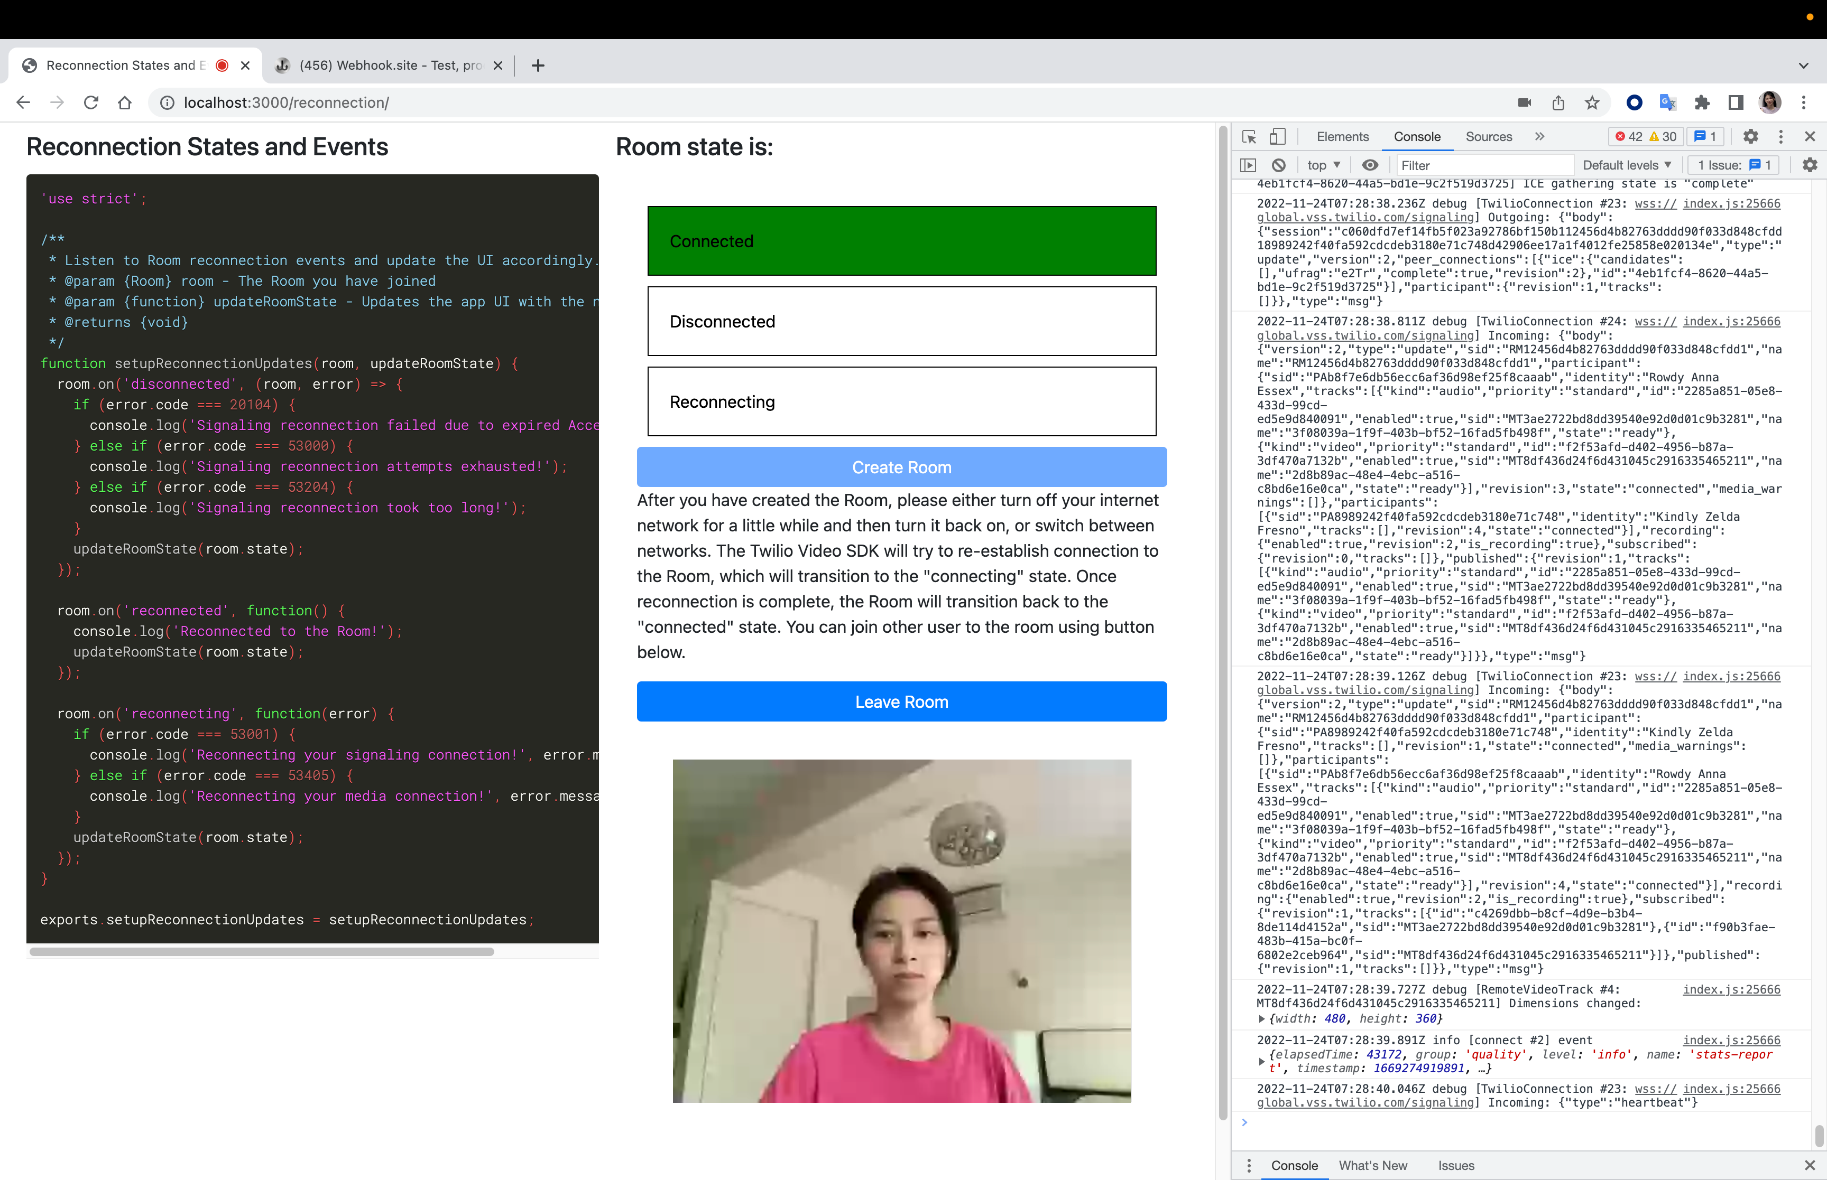 Reconnection States and E
(456) Webhook.site - Test, pro
localhost:3000/reconnection/
Reconnection States and Events
'use strict';
/**
* Listen to Room reconnection events and update the UI accordingly.
* @param {Room} room - The Room you have joined
* @param {function} updateRoomState - Updates the app UI with the n
* @returns {void}
*/
function setupReconnectionUpdates(room, updateRoomState) {
room.on('disconnected', (room, error) => {
if (error.code === 20104) {
console.log('Signaling reconnection failed due to expired Acce
} else if (error.code === 53000) {
console.log('Signaling reconnection attempts exhausted!');
} else if (error.code === 53204) {
console.log('Signaling reconnection took too long!');
}
updateRoomState(room.state);
});
room.on('reconnected', function() {
console.log('Reconnected to the Room!');
updateRoomState(room.state);
});
room.on('reconnecting', function(error) {
if (error.code === 53001) {
console.log('Reconnecting your signaling connection!', error.m
} else if (error.code === 53405) {
console.log('Reconnecting your media connection!', error.messa
}
updateRoomState(room.state);
});
}
exports.setupReconnectionUpdates = setupReconnectionUpdates;
Room state is:
Connected
Disconnected
Reconnecting
Create Room
After you have created the Room, please either turn off your internet
network for a little while and then turn it back on, or switch between
networks. The Twilio Video SDK will try to re-establish connection to
the Room, which will transition to the "connecting" state. Once
reconnection is complete, the Room will transition back to the
"connected" state. You can join other user to the room using button
below.
Leave Room
Elements Console Sources » 42 30 1
top Filter Default levels 1 Issue: 1
4eb1fcf4-8620-44a5-bd1e-9c2f519d3725] ICE gathering state is "complete"
2022-11-24T07:28:38.236Z debug [TwilioConnection #23: wss:// index.js:25666
global.vss.twilio.com/signaling] Outgoing: {"body":
{"session":"c060dfd7ef14fb5f023a92786bf150b112456d4b82763dddd90f033d848cfdd
18989242f40fa592cdcdeb3180e71c748d42906ee17a1f4012fe25858e020134e","type":"
update","version":2,"peer_connections":[{"ice":{"candidates":
[],"ufrag":"e2Tr","complete":true,"revision":2},"id":"4eb1fcf4-8620-44a5-
bd1e-9c2f519d3725"}],"participant":{"revision":1,"tracks":
[]}},"type":"msg"}
2022-11-24T07:28:38.811Z debug [TwilioConnection #24: wss:// index.js:25666
global.vss.twilio.com/signaling] Incoming: {"body":
{"version":2,"type":"update","sid":"RM12456d4b82763dddd90f033d848cfdd1","na
me":"RM12456d4b82763dddd90f033d848cfdd1","participant":
{"sid":"PAb8f7e6db56ecc6af36d98ef25f8caaab","identity":"Rowdy Anna
Essex","tracks":[{"kind":"audio","priority":"standard","id":"2285a851-05e8-
433d-99cd-
ed5e9d840091","enabled":true,"sid":"MT3ae2722bd8dd39540e92d0d01c9b3281","na
me":"3f08039a-1f9f-403b-bf52-16fad5fb498f","state":"ready"},
{"kind":"video","priority":"standard","id":"f2f53afd-d402-4956-b87a-
3df470a7132b","enabled":true,"sid":"MT8df436d24f6d431045c2916335465211","na
me":"2d8b89ac-48e4-4ebc-a516-
c8bd6e16e0ca","state":"ready"}],"revision":3,"state":"connected","media_war
nings":[]},"participants":
[{"sid":"PA8989242f40fa592cdcdeb3180e71c748","identity":"Kindly Zelda
Fresno","tracks":[],"revision":4,"state":"connected"}],"recording":
{"enabled":true,"revision":2,"is_recording":true},"subscribed":
{"revision":0,"tracks":[]},"published":{"revision":1,"tracks":
[{"kind":"audio","priority":"standard","id":"2285a851-05e8-433d-99cd-
ed5e9d840091","enabled":true,"sid":"MT3ae2722bd8dd39540e92d0d01c9b3281","na
me":"3f08039a-1f9f-403b-bf52-16fad5fb498f","state":"ready"},
{"kind":"video","priority":"standard","id":"f2f53afd-d402-4956-b87a-
3df470a7132b","enabled":true,"sid":"MT8df436d24f6d431045c2916335465211","na
me":"2d8b89ac-48e4-4ebc-a516-
c8bd6e16e0ca","state":"ready"}]}},"type":"msg"}
2022-11-24T07:28:39.126Z debug [TwilioConnection #23: wss:// index.js:25666
global.vss.twilio.com/signaling] Incoming: {"body":
{"version":2,"type":"update","sid":"RM12456d4b82763dddd90f033d848cfdd1","na
me":"RM12456d4b82763dddd90f033d848cfdd1","participant":
{"sid":"PA8989242f40fa592cdcdeb3180e71c748","identity":"Kindly Zelda
Fresno","tracks":[],"revision":1,"state":"connected","media_warnings":
[]},"participants":
[{"sid":"PAb8f7e6db56ecc6af36d98ef25f8caaab","identity":"Rowdy Anna
Essex","tracks":[{"kind":"audio","priority":"standard","id":"2285a851-05e8-
433d-99cd-
ed5e9d840091","enabled":true,"sid":"MT3ae2722bd8dd39540e92d0d01c9b3281","na
me":"3f08039a-1f9f-403b-bf52-16fad5fb498f","state":"ready"},
{"kind":"video","priority":"standard","id":"f2f53afd-d402-4956-b87a-
3df470a7132b","enabled":true,"sid":"MT8df436d24f6d431045c2916335465211","na
me":"2d8b89ac-48e4-4ebc-a516-
c8bd6e16e0ca","state":"ready"}],"revision":4,"state":"connected"}],"recordi
ng":{"enabled":true,"revision":2,"is_recording":true},"subscribed":
{"revision":1,"tracks":[{"id":"c4269dbb-b8cf-4d9e-b3b4-
8de114d4152a","sid":"MT3ae2722bd8dd39540e92d0d01c9b3281"},{"id":"f90b3fae-
483b-415a-bc0f-
6802e2ceb964","sid":"MT8df436d24f6d431045c2916335465211"}]},"published":
{"revision":1,"tracks":[]}},"type":"msg"}
2022-11-24T07:28:39.727Z debug [RemoteVideoTrack #4: index.js:25666
MT8df436d24f6d431045c2916335465211] Dimensions changed:
{width: 480, height: 360}
2022-11-24T07:28:39.891Z info [connect #2] event index.js:25666
{elapsedTime: 43172, group: 'quality', level: 'info', name: 'stats-repor
t', timestamp: 1669274919891, …}
2022-11-24T07:28:40.046Z debug [TwilioConnection #23: wss:// index.js:25666
global.vss.twilio.com/signaling] Incoming: {"type":"heartbeat"}
Console What's New Issues